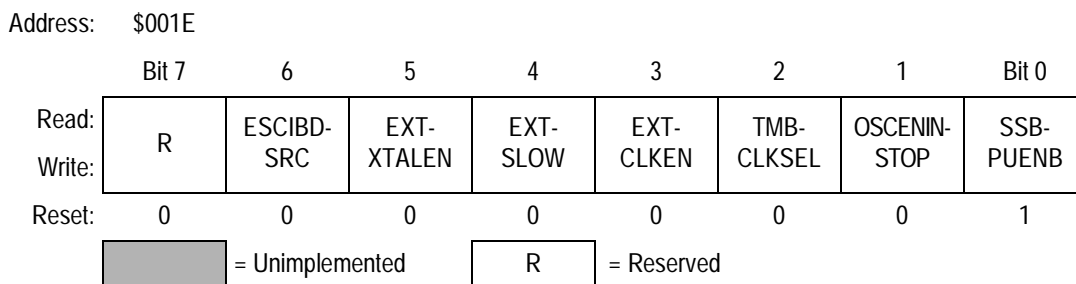 Address: $001E
Bit 7 6 5 4 3 2 1 Bit 0
Read:
Write:
R
ESCIBD-
SRC
EXT-
XTALEN
EXT-
SLOW
EXT-
CLKEN
TMB-
CLKSEL
OSCENIN-
STOP
SSB-
PUENB
Reset: 0 0 0 0 0 0 0 1
= Unimplemented R = Reserved